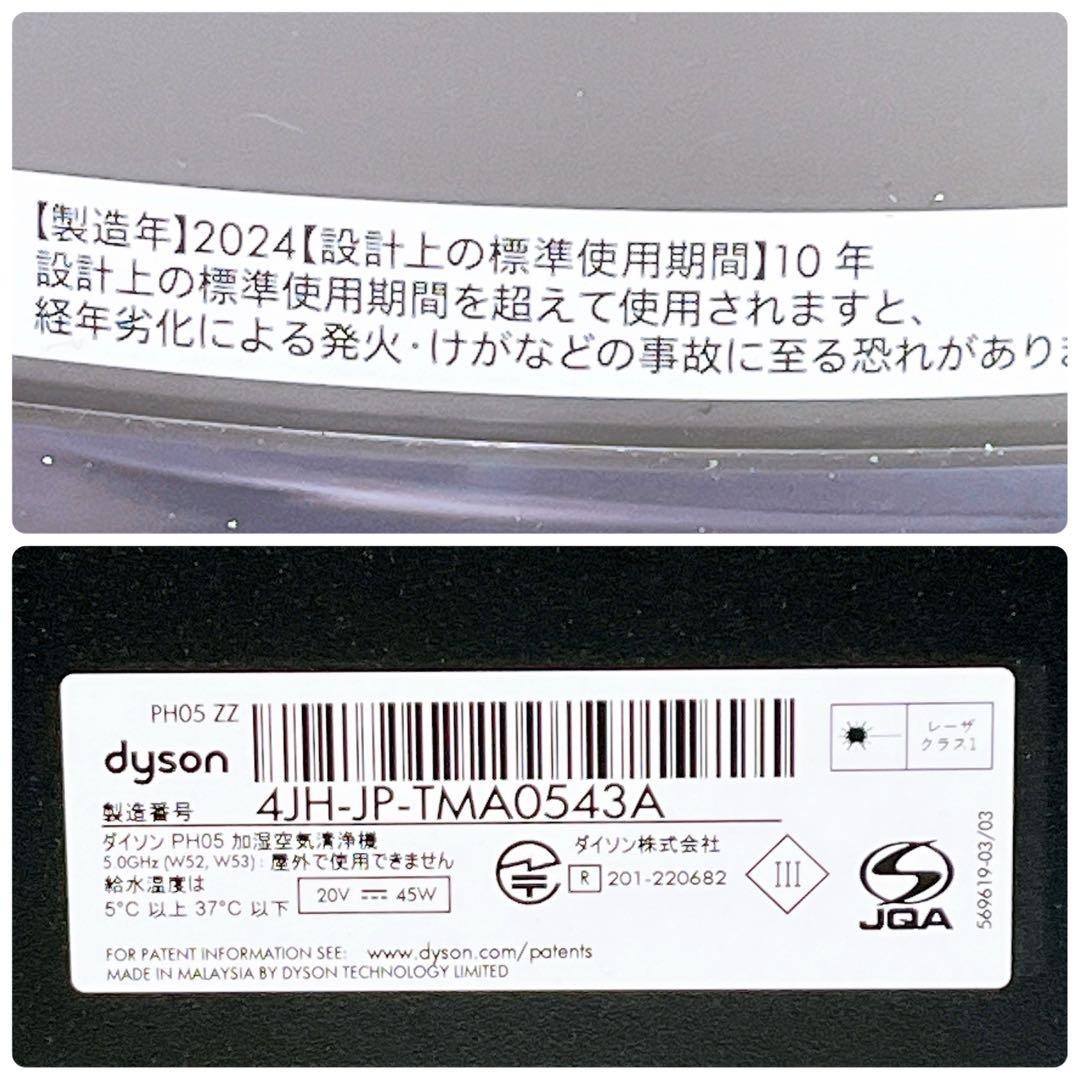 【製造年】2024【設計上の標準使用期間】10 年
設計上の標準使用期間を超えて使用されますと、
経年劣化による発火・けがなどの事故に至る恐れがあり
PH05 ZZ
dyson
製造番号 4JH-JP-TMA0543A
レーザ
クラス1
ダイソン PH05 加湿空気清浄機
5.0GHz (W52, W53) : 屋外で使用できません
給水温度は
5°C 以上 37°C 以下
20V ⎓ 45W
ダイソン株式会社
R 201-220682
III
JQA
569619-03/03
FOR PATENT INFORMATION SEE: www.dyson.com/patents
MADE IN MALAYSIA BY DYSON TECHNOLOGY LIMITED